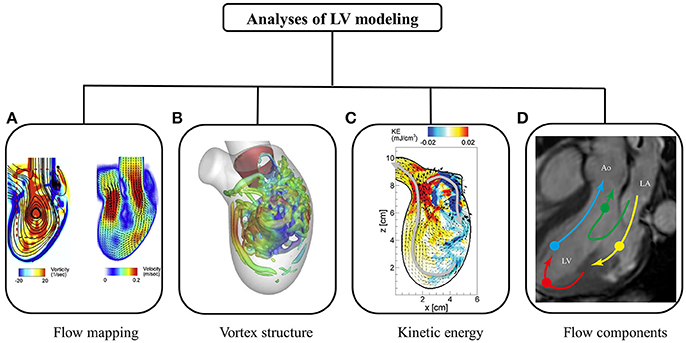 Analyses of LV modeling
A
B
C
D
-20 20
Vorticity
(1/sec)
0 0.2
Velocity
(m/sec)
KE
(mJ/cm³)
-0.02 0.02
10
8
6
4
2
z [cm]
2 4 6
x [cm]
Ao
LA
LV
Flow mapping
Vortex structure
Kinetic energy
Flow components